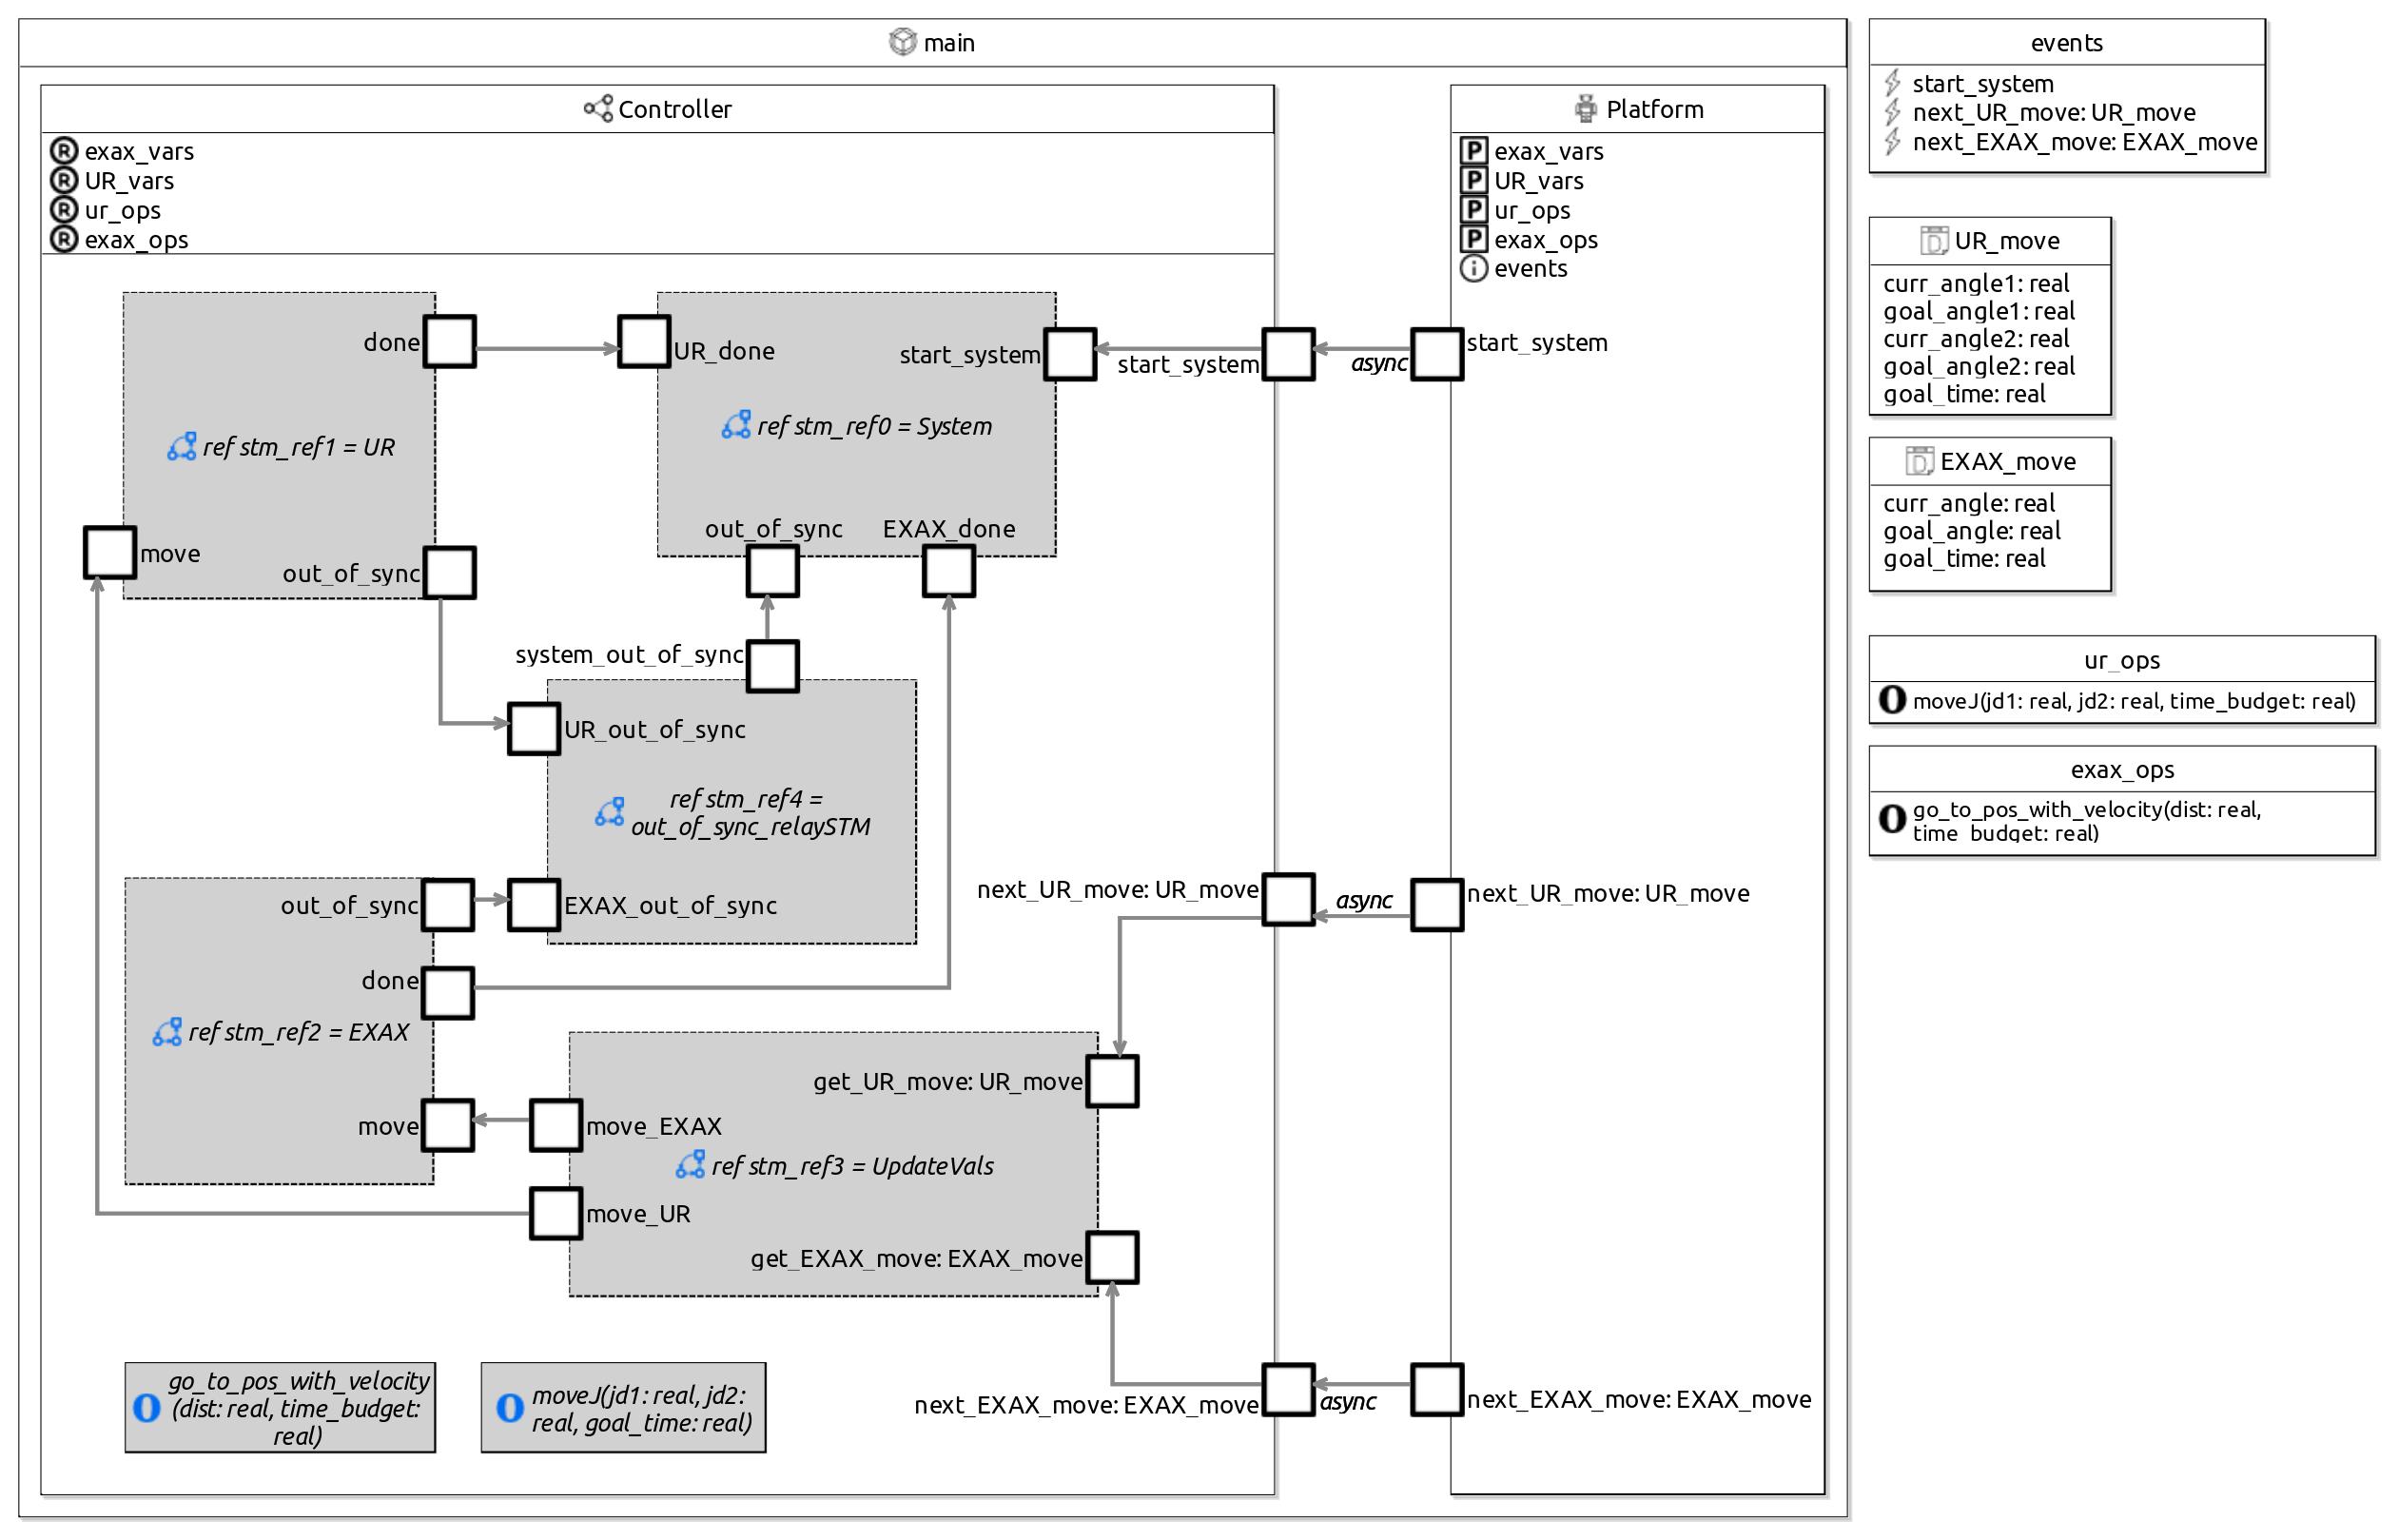 main
Controller
R exax_vars
R UR_vars
R ur_ops
R exax_ops
done
ref stm_ref1 = UR
move
out_of_sync
UR_done
start_system
ref stm_ref0 = System
out_of_sync
EXAX_done
system_out_of_sync
UR_out_of_sync
ref stm_ref4 =
out_of_sync_relaySTM
EXAX_out_of_sync
out_of_sync
done
ref stm_ref2 = EXAX
move
get_UR_move: UR_move
move_EXAX
ref stm_ref3 = UpdateVals
move_UR
get_EXAX_move: EXAX_move
O go_to_pos_with_velocity
(dist: real, time_budget:
real)
O moveJ(jd1: real, jd2:
real, goal_time: real)
start_system
async
next_UR_move: UR_move
async
next_EXAX_move: EXAX_move
async
Platform
P exax_vars
P UR_vars
P ur_ops
P exax_ops
i events
start_system
next_UR_move: UR_move
next_EXAX_move: EXAX_move
events
start_system
next_UR_move: UR_move
next_EXAX_move: EXAX_move
D UR_move
curr_angle1: real
goal_angle1: real
curr_angle2: real
goal_angle2: real
goal_time: real
D EXAX_move
curr_angle: real
goal_angle: real
goal_time: real
ur_ops
O moveJ(jd1: real, jd2: real, time_budget: real)
exax_ops
O go_to_pos_with_velocity(dist: real,
time_budget: real)